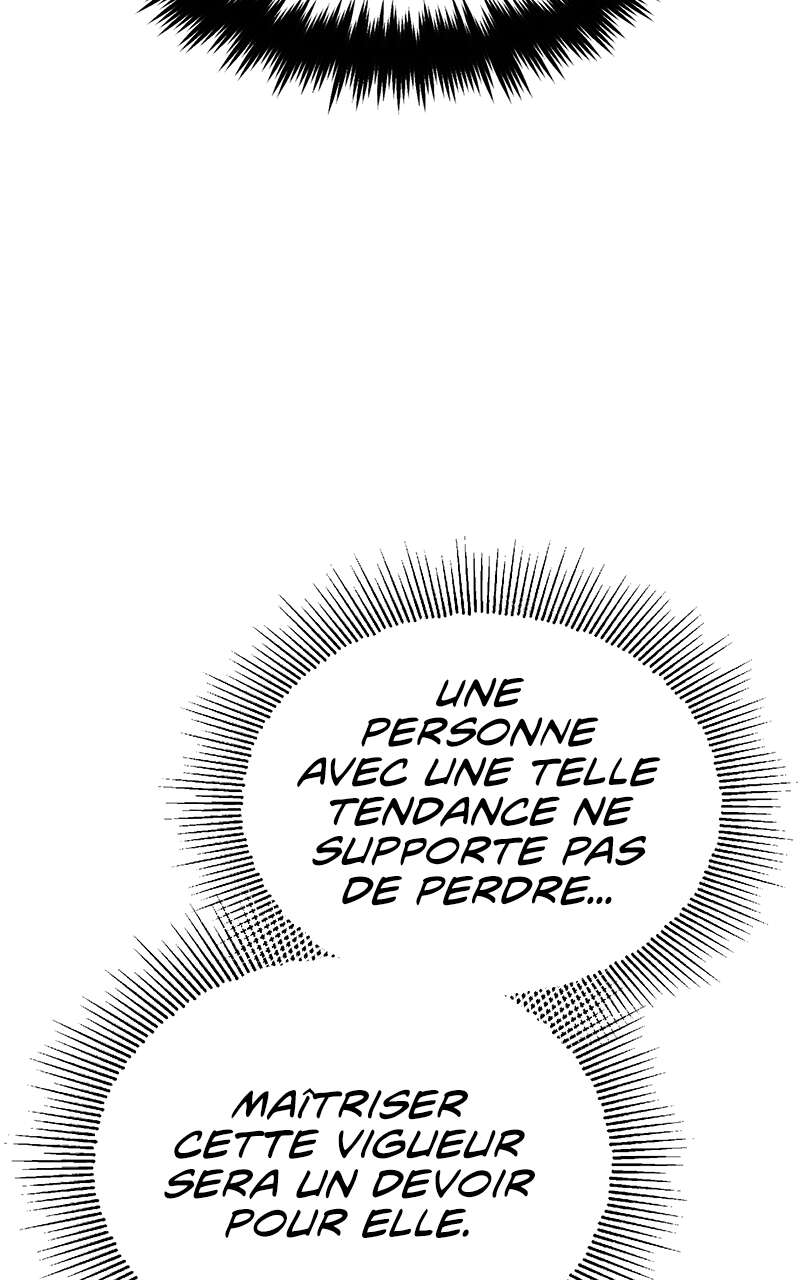 UNE
PERSONNE
AVEC UNE TELLE
TENDANCE NE
SUPPORTE PAS
DE PERDRE...
MAÎTRISER
CETTE VIGUEUR
SERA UN DEVOIR
POUR ELLE.